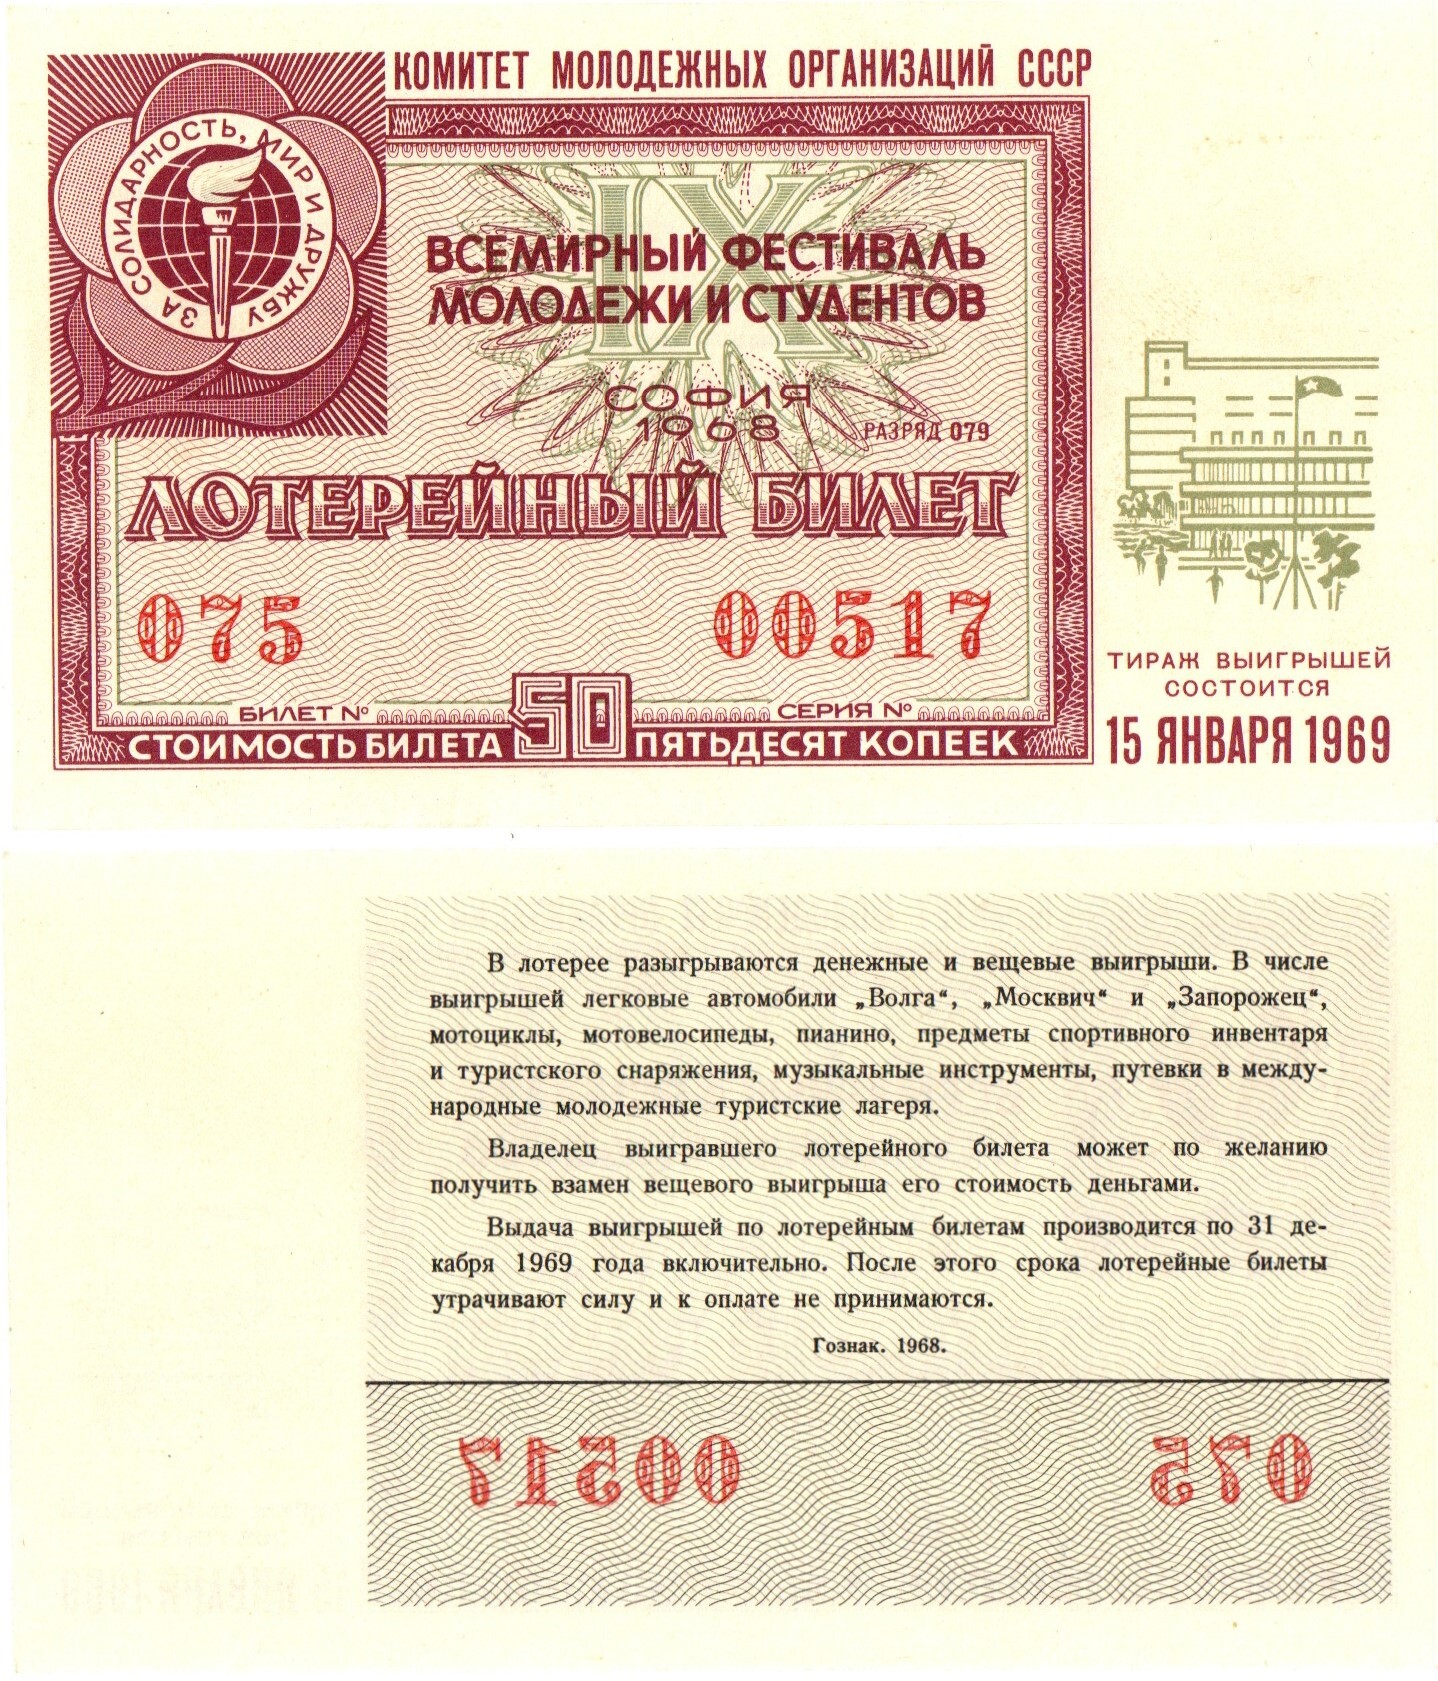 КОМИТЕТ МОЛОДЕЖНЫХ ОРГАНИЗАЦИЙ СССР
ЗА СОЛИДАРНОСТЬ, МИР И ДРУЖБУ
IX
ВСЕМИРНЫЙ ФЕСТИВАЛЬ
МОЛОДЕЖИ И СТУДЕНТОВ
СОФИЯ
1968
РАЗРЯД 079
ЛОТЕРЕЙНЫЙ БИЛЕТ
075 00517
БИЛЕТ № СЕРИЯ №
СТОИМОСТЬ БИЛЕТА 50 ПЯТЬДЕСЯТ КОПЕЕК
ТИРАЖ ВЫИГРЫШЕЙ
СОСТОИТСЯ
15 ЯНВАРЯ 1969
В лотерее разыгрываются денежные и вещевые выигрыши. В числе
выигрышей легковые автомобили „Волга“, „Москвич“ и „Запорожец“,
мотоциклы, мотовелосипеды, пианино, предметы спортивного инвентаря
и туристского снаряжения, музыкальные инструменты, путевки в между-
народные молодежные туристские лагеря.
Владелец выигравшего лотерейного билета может по желанию
получить взамен вещевого выигрыша его стоимость деньгами.
Выдача выигрышей по лотерейным билетам производится по 31 де-
кабря 1969 года включительно. После этого срока лотерейные билеты
утрачивают силу и к оплате не принимаются.
Гознак. 1968.
00517 075